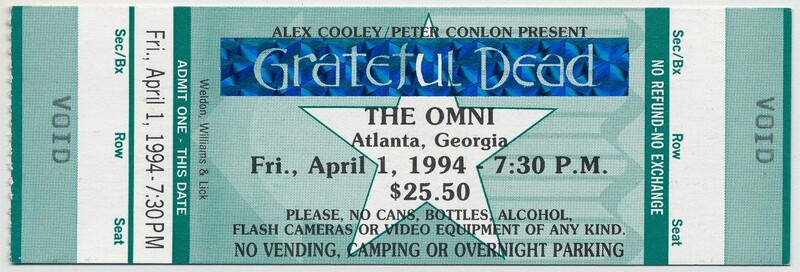 VOID
Sec/Bx Row Seat
Fri., April 1, 1994-7:30PM
ADMIT ONE - THIS DATE
Weldon, Williams & Lick
ALEX COOLEY/PETER CONLON PRESENT
Grateful Dead
THE OMNI
Atlanta, Georgia
Fri., April 1, 1994 - 7:30 P.M.
$25.50
PLEASE, NO CANS, BOTTLES, ALCOHOL,
FLASH CAMERAS OR VIDEO EQUIPMENT OF ANY KIND.
NO VENDING, CAMPING OR OVERNIGHT PARKING
NO REFUND-NO EXCHANGE
Sec/Bx Row Seat
VOID